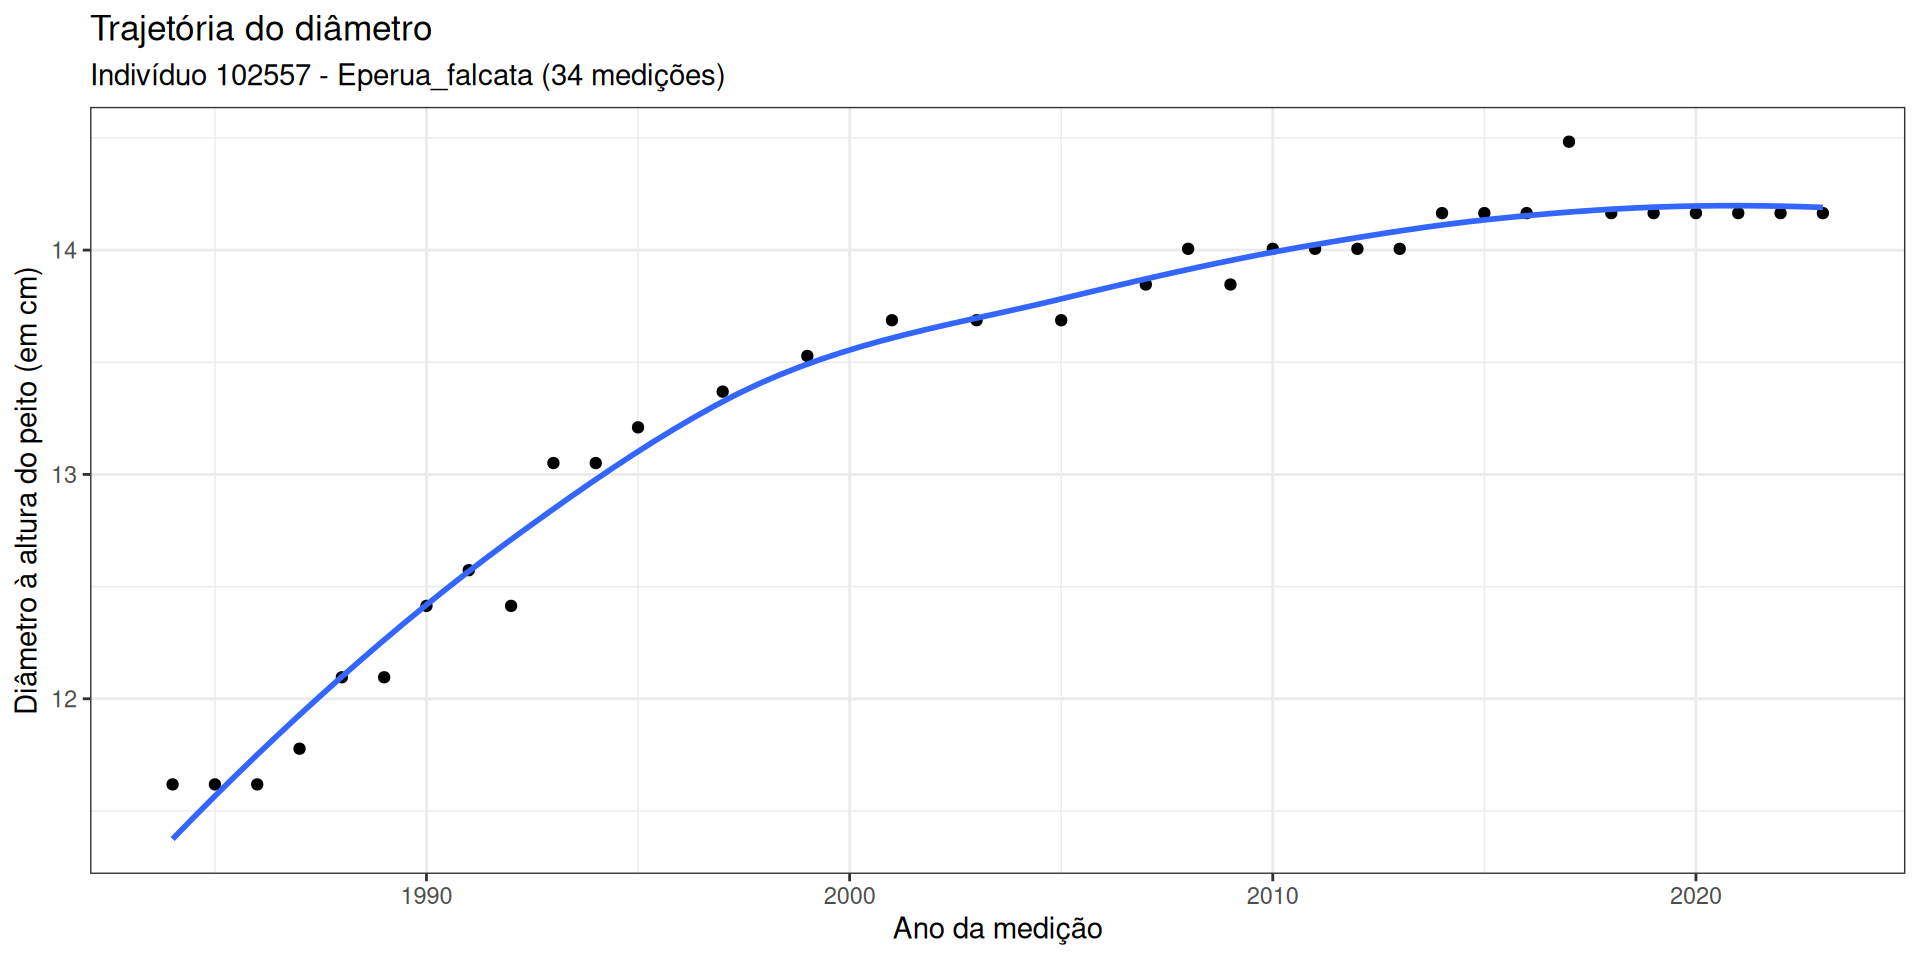 Trajetória do diâmetro
Indivíduo 102557 - Eperua_falcata (34 medições)
Diâmetro à altura do peito (em cm)
14
13
12
1990
2000
2010
2020
Ano da medição